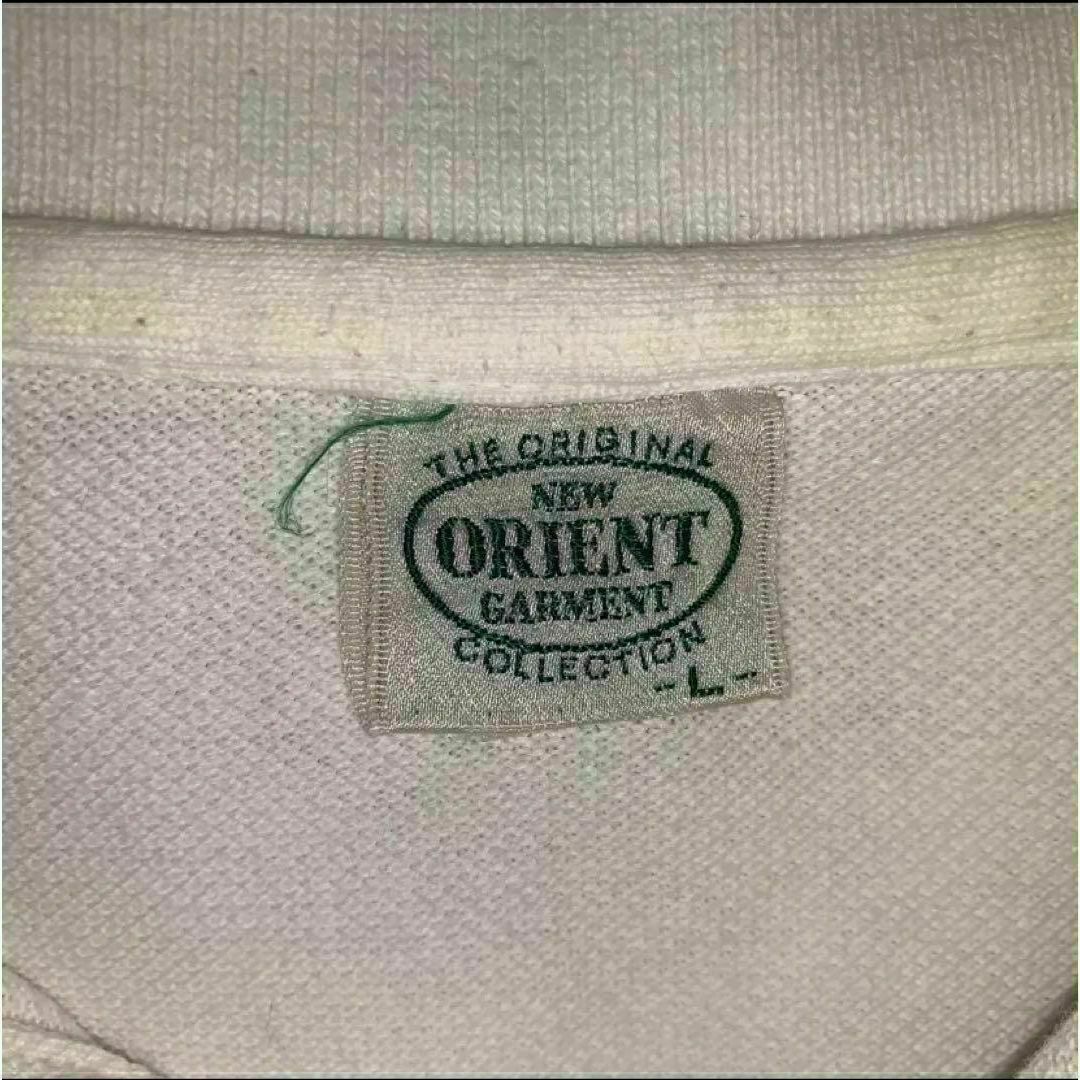 THE ORIGINAL
NEW
ORIENT
GARMENT
COLLECTION
-- L --